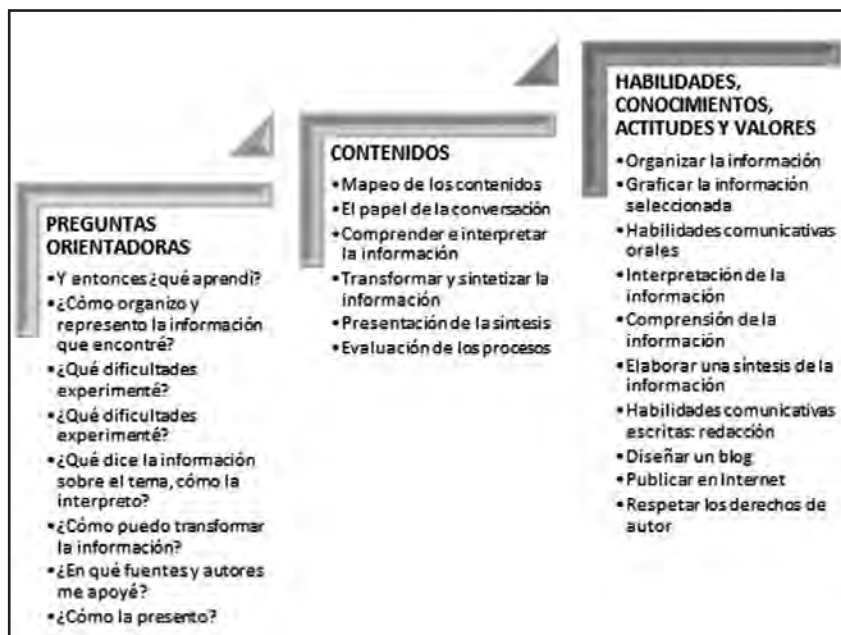 PREGUNTAS
ORIENTADORAS
•Y entonces ¿qué aprendí?
•¿Cómo organizo y
represento la información
que encontré?
•¿Qué dificultades
experimenté?
•¿Qué dificultades
experimenté?
•¿Qué dice la información
sobre el tema, cómo la
interpreto?
•¿Cómo puedo transformar
la información?
•¿En qué fuentes y autores
me apoyé?
•¿Cómo la presento?
CONTENIDOS
•Mapeo de los contenidos
•El papel de la conversación
•Comprender e interpretar
la información
•Transformar y sintetizar la
información
•Presentación de la síntesis
•Evaluación de los procesos
HABILIDADES,
CONOCIMIENTOS,
ACTITUDES Y VALORES
•Organizar la información
•Graficar la información
seleccionada
•Habilidades comunicativas
orales
•Interpretación de la
información
•Comprensión de la
información
•Elaborar una síntesis de la
información
•Habilidades comunicativas
escritas: redacción
•Diseñar un blog
•Publicar en Internet
•Respetar los derechos de
autor